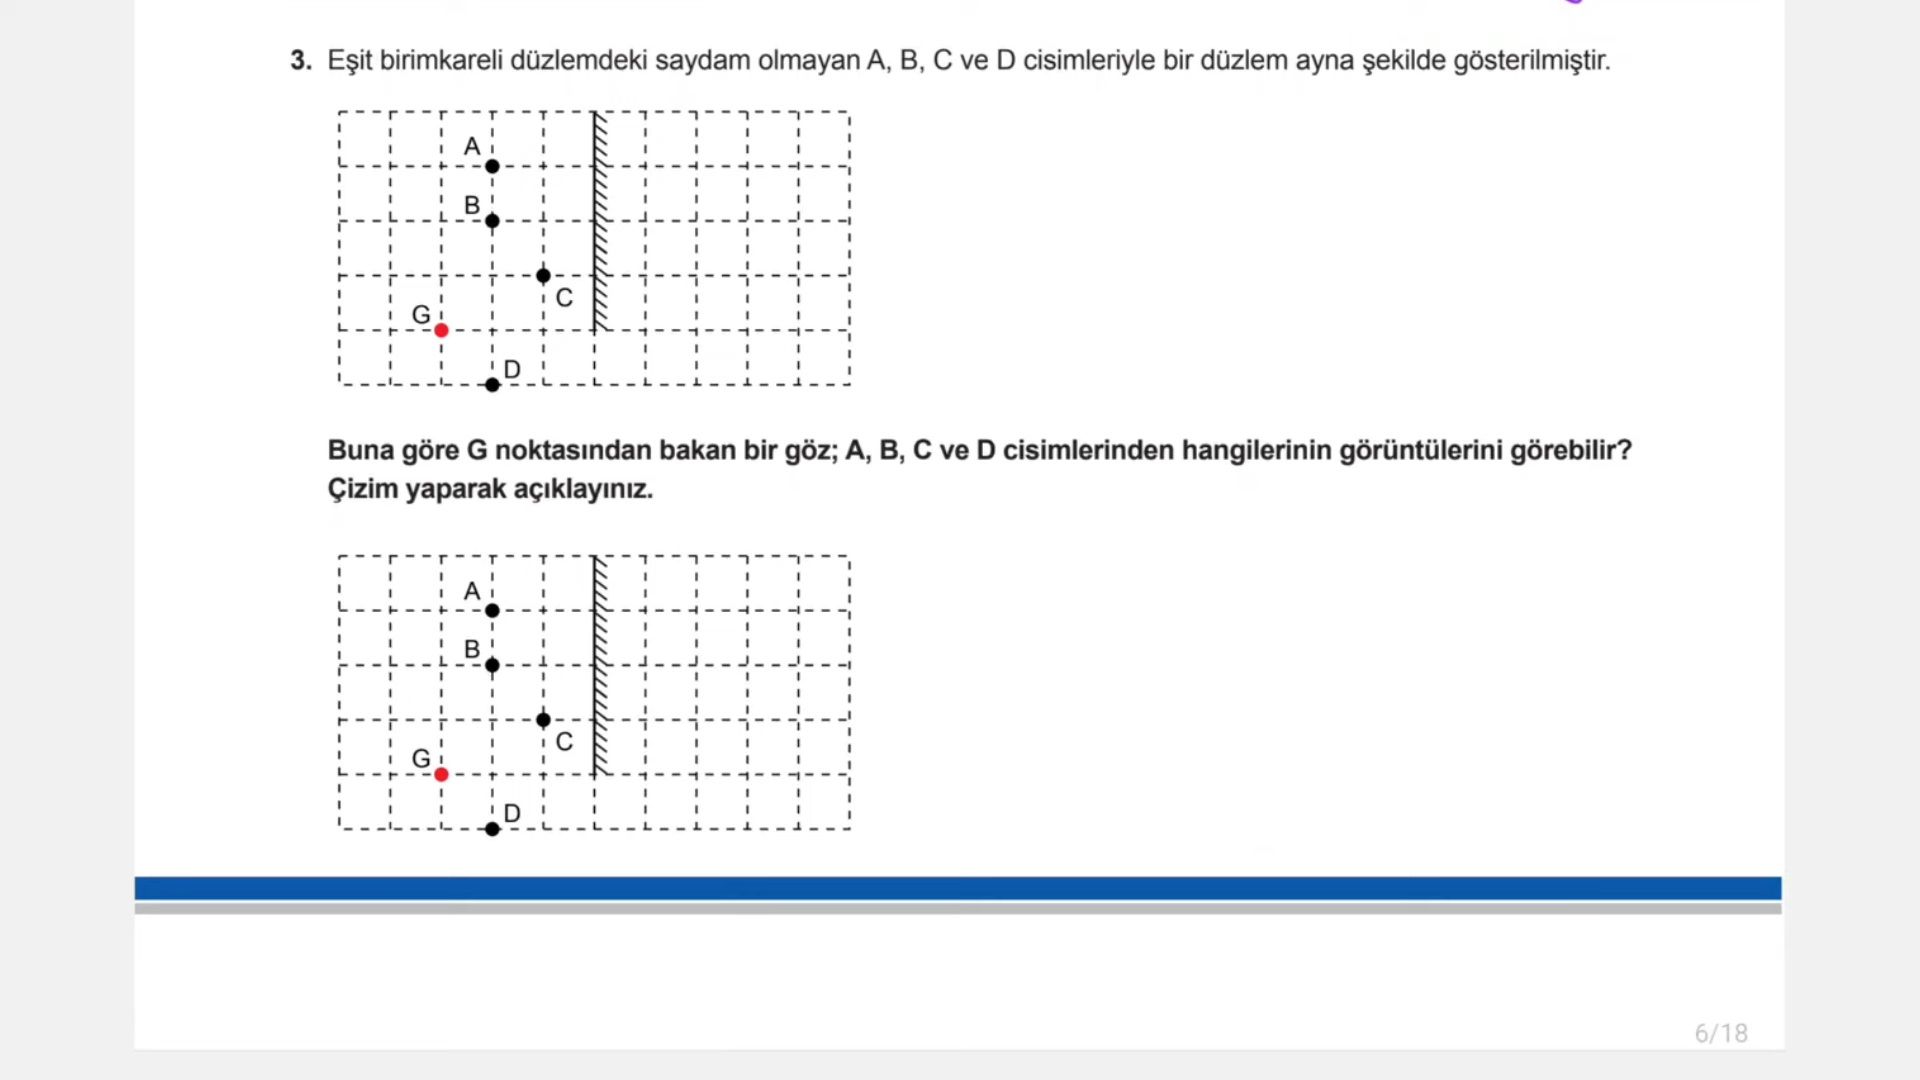 3. Eşit birimkareli düzlemdeki saydam olmayan A, B, C ve D cisimleriyle bir düzlem ayna şekilde gösterilmiştir.
A
B
C
G
D
Buna göre G noktasından bakan bir göz; A, B, C ve D cisimlerinden hangilerinin görüntülerini görebilir?
Çizim yaparak açıklayınız.
A
B
C
G
D
6/18